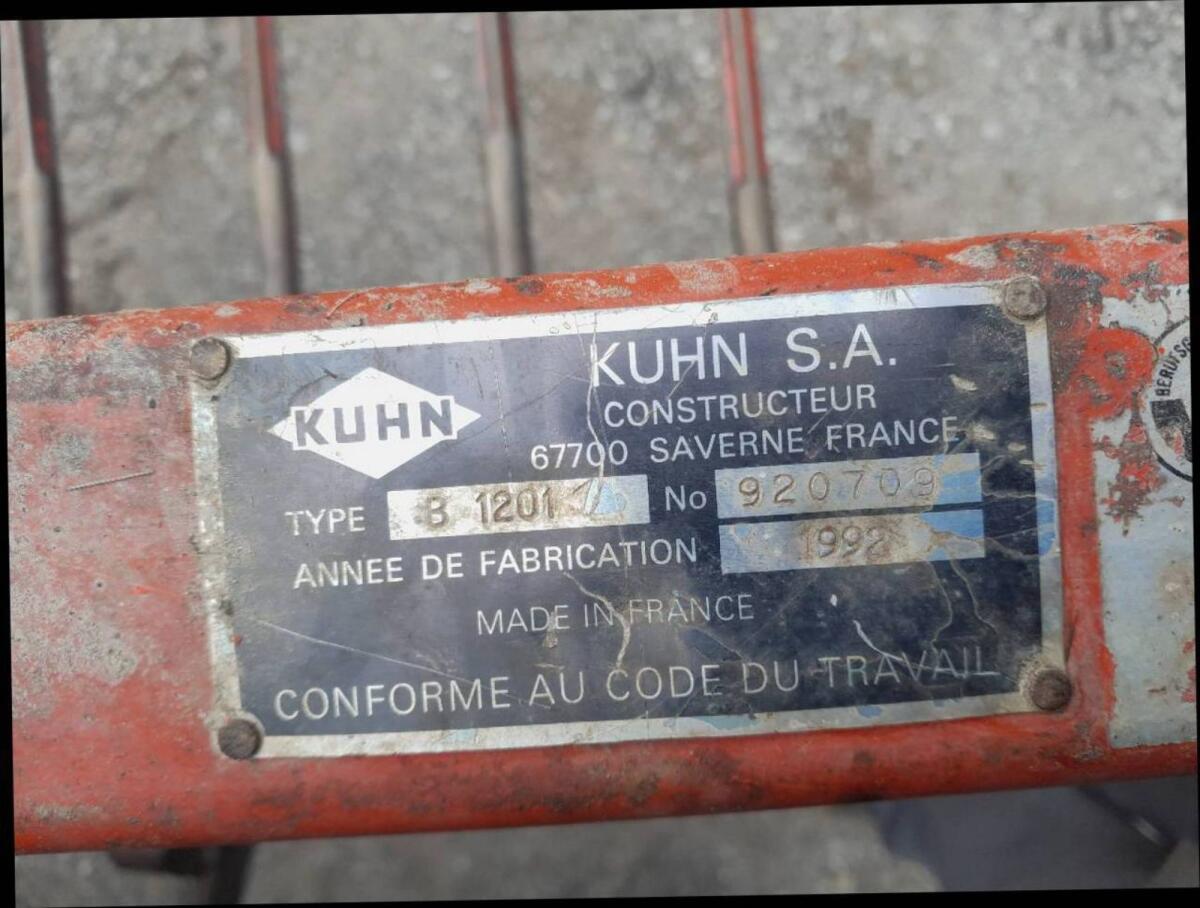 KUHN
KUHN S.A.
CONSTRUCTEUR
67700 SAVERNE FRANCE
TYPE B 1201 No 920709
ANNEE DE FABRICATION 1992
MADE IN FRANCE
CONFORME AU CODE DU TRAVAIL